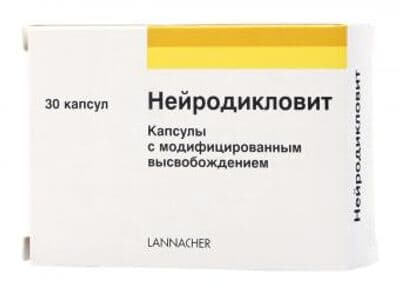 30 капсул
Нейродикловит
Капсулы
с модифицированным
высвобождением
LANNACHER
Нейродикловит